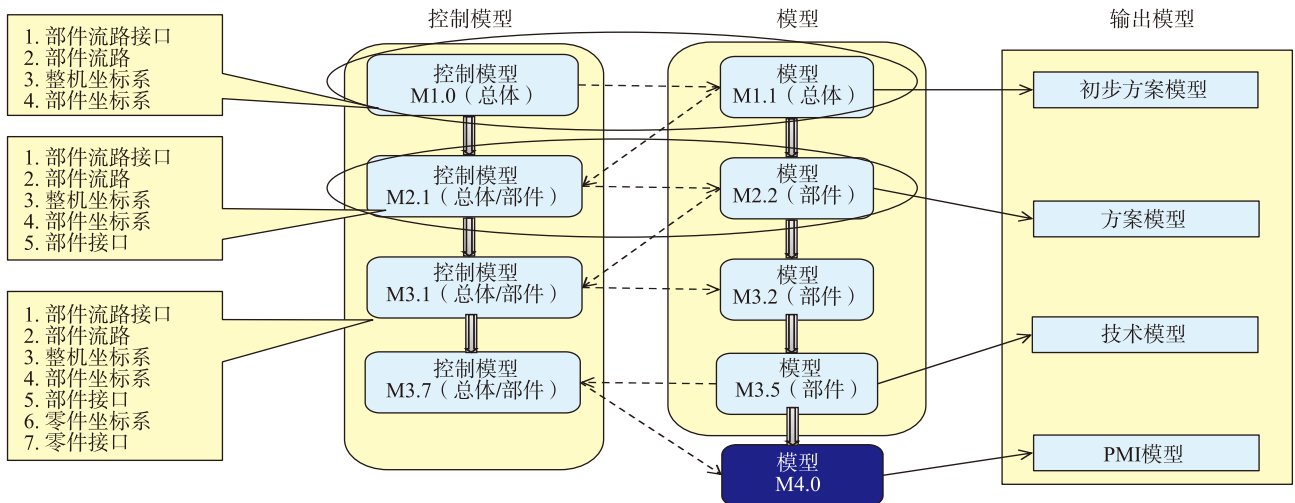 控制模型
模型
输出模型
1. 部件流路接口
2. 部件流路
3. 整机坐标系
4. 部件坐标系
控制模型
M1.0（总体）
模型
M1.1（总体）
初步方案模型
1. 部件流路接口
2. 部件流路
3. 整机坐标系
4. 部件坐标系
5. 部件接口
控制模型
M2.1（总体/部件）
模型
M2.2（部件）
方案模型
1. 部件流路接口
2. 部件流路
3. 整机坐标系
4. 部件坐标系
5. 部件接口
6. 零件坐标系
7. 零件接口
控制模型
M3.1（总体/部件）
模型
M3.2（部件）
技术模型
控制模型
M3.7（总体/部件）
模型
M3.5（部件）
模型
M4.0
PMI模型